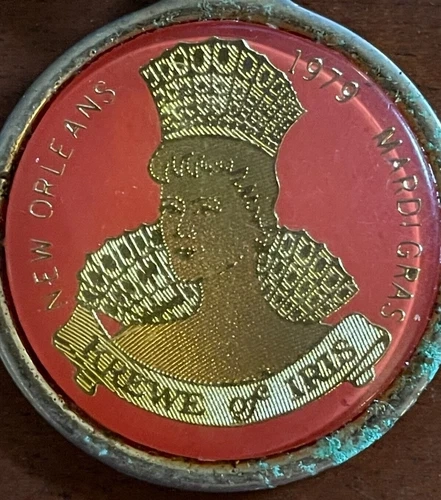 NEW ORLEANS
1979 MARDI GRAS
KREWE of IRIS